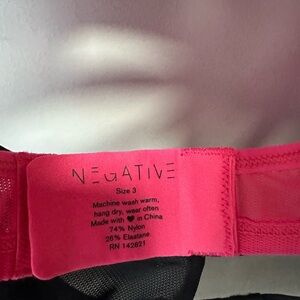 NEGATIVE
Size 3
Machine wash warm,
hang dry, wear often
Made with ♥ in China
74% Nylon
26% Elastane
RN 142821